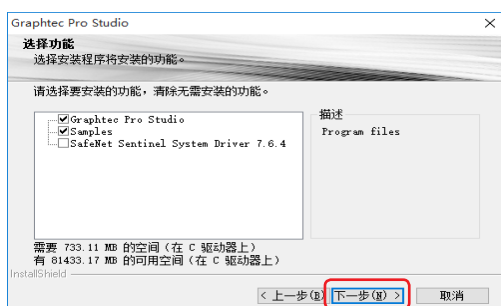 Graphtec Pro Studio
选择功能
选择安装程序将安装的功能。
请选择要安装的功能，清除无需安装的功能。
Graphtec Pro Studio
Samples
SafeNet Sentinel System Driver 7.6.4
描述
Program files
需要 733.11 MB 的空间（在 C 驱动器上）
有 81433.17 MB 的可用空间（在 C 驱动器上）
InstallShield
< 上一步(B) 下一步(N) > 取消